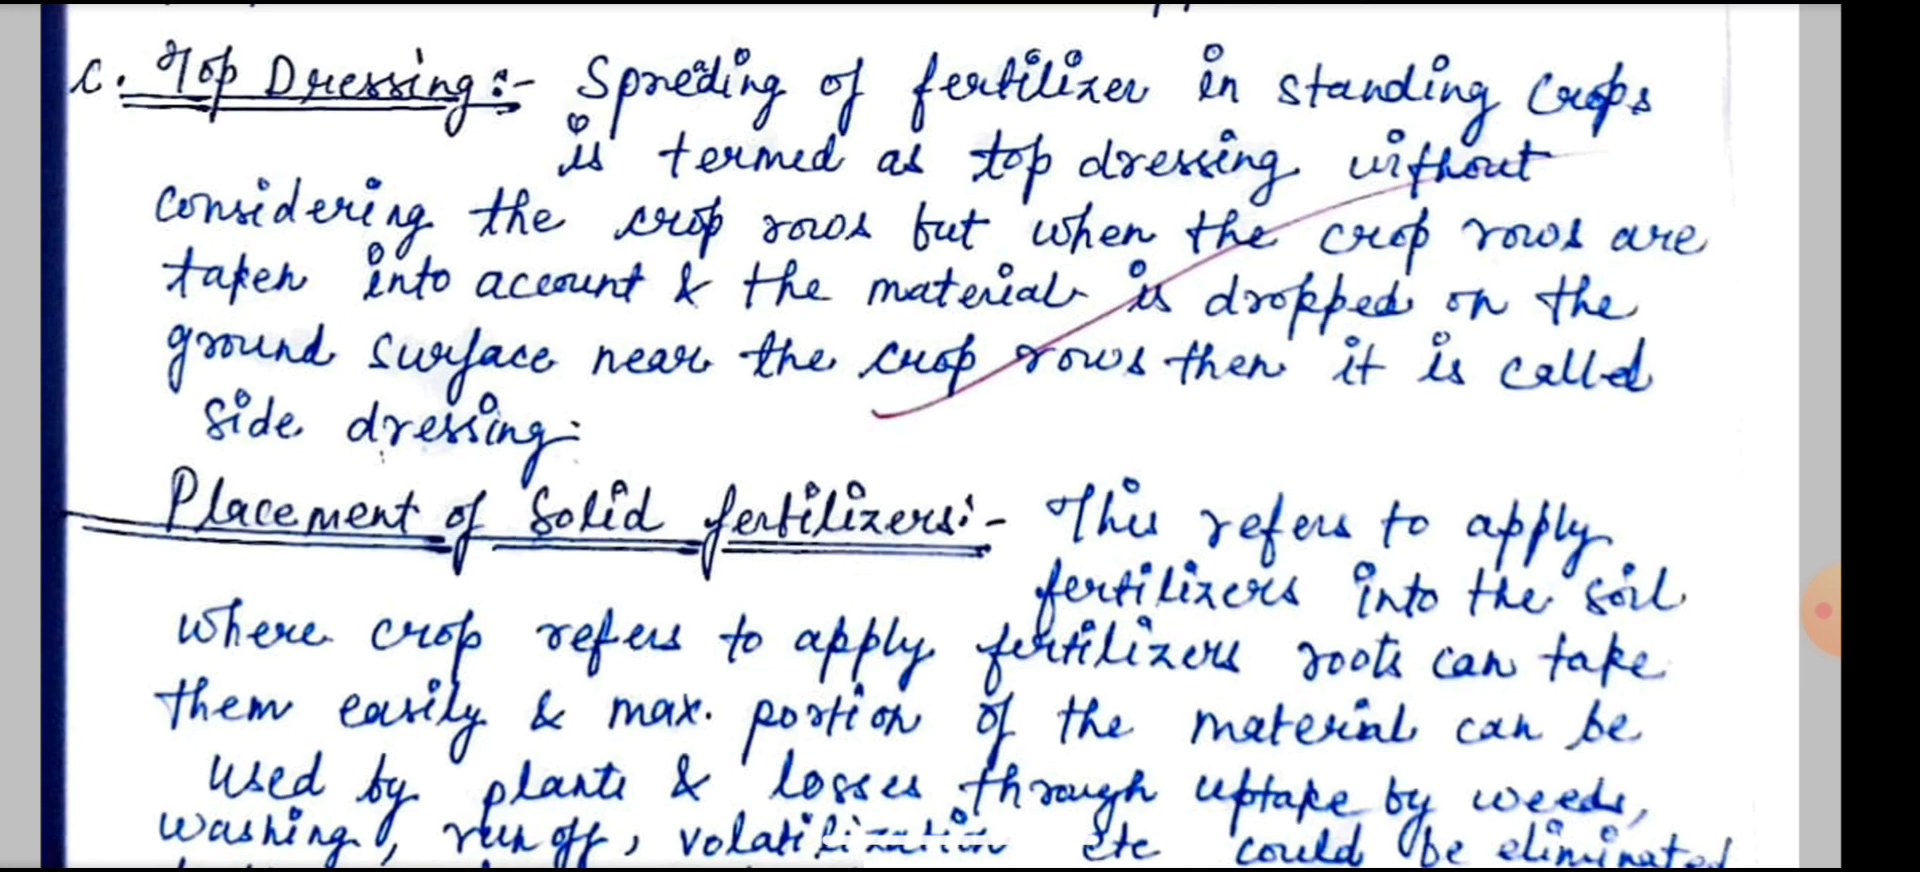 c. Top Dressing :- Spreading of fertilizer in standing crops
is termed as top dressing without
considering the crop rows but when the crop rows are
taken into account & the material is dropped on the
ground surface near the crop rows then it is called
side dressing.
Placement of Solid fertilizers :- This refers to apply
fertilizers into the soil
where crop refers to apply fertilizers roots can take
them easily & max. portion of the material can be
used by plants & losses through uptake by weeds,
washing, run off, volatilization etc could be eliminated